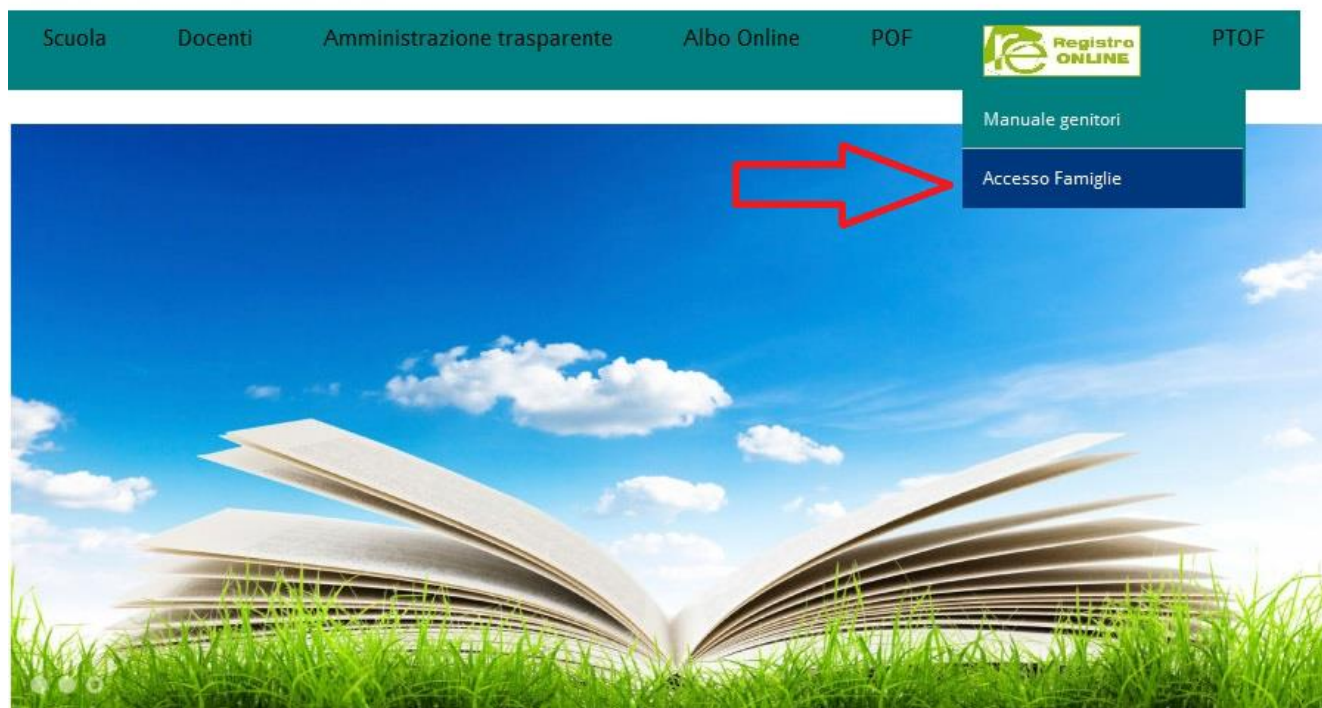 Scuola Docenti Amministrazione trasparente Albo Online POF Registro ONLINE PTOF
Manuale genitori
Accesso Famiglie